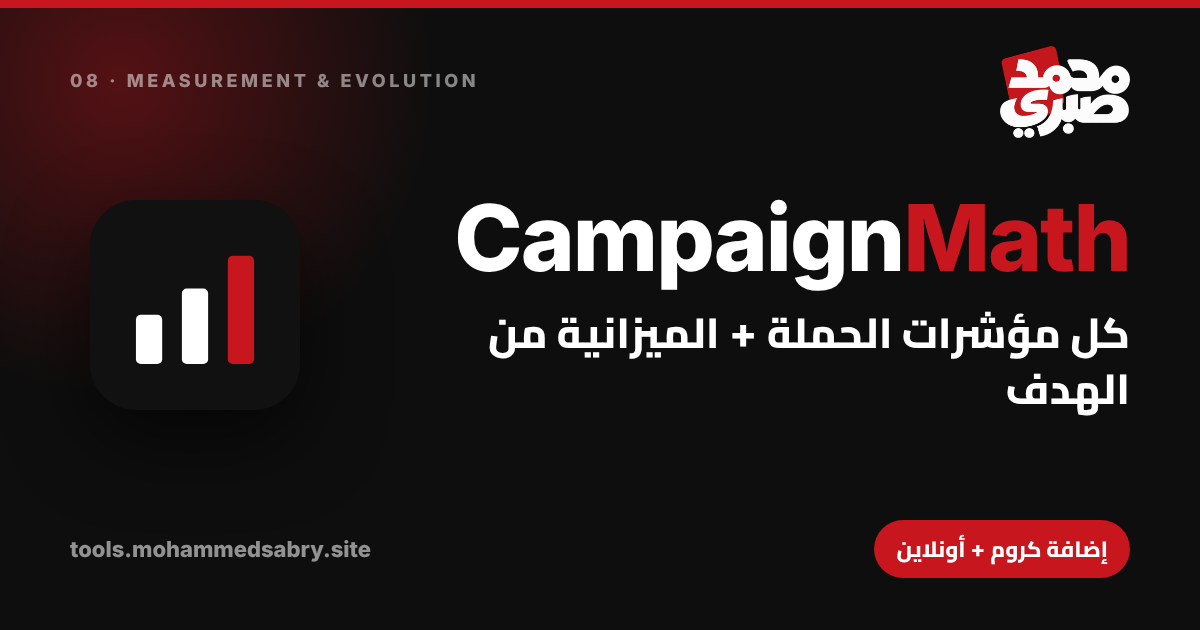 08 · MEASUREMENT & EVOLUTION
محمد
صبري
CampaignMath
كل مؤشرات الحملة + الميزانية من
الهدف
tools.mohammedsabry.site
إضافة كروم + أونلاين